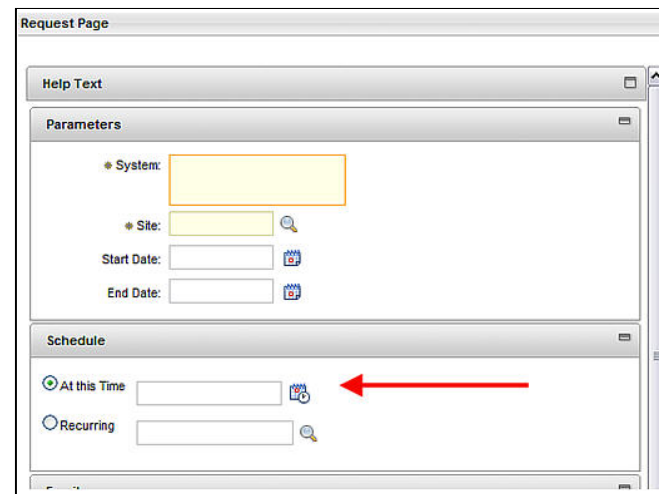 Request Page
Help Text
Parameters
System:
Site:
Start Date:
End Date:
Schedule
At this Time
Recurring